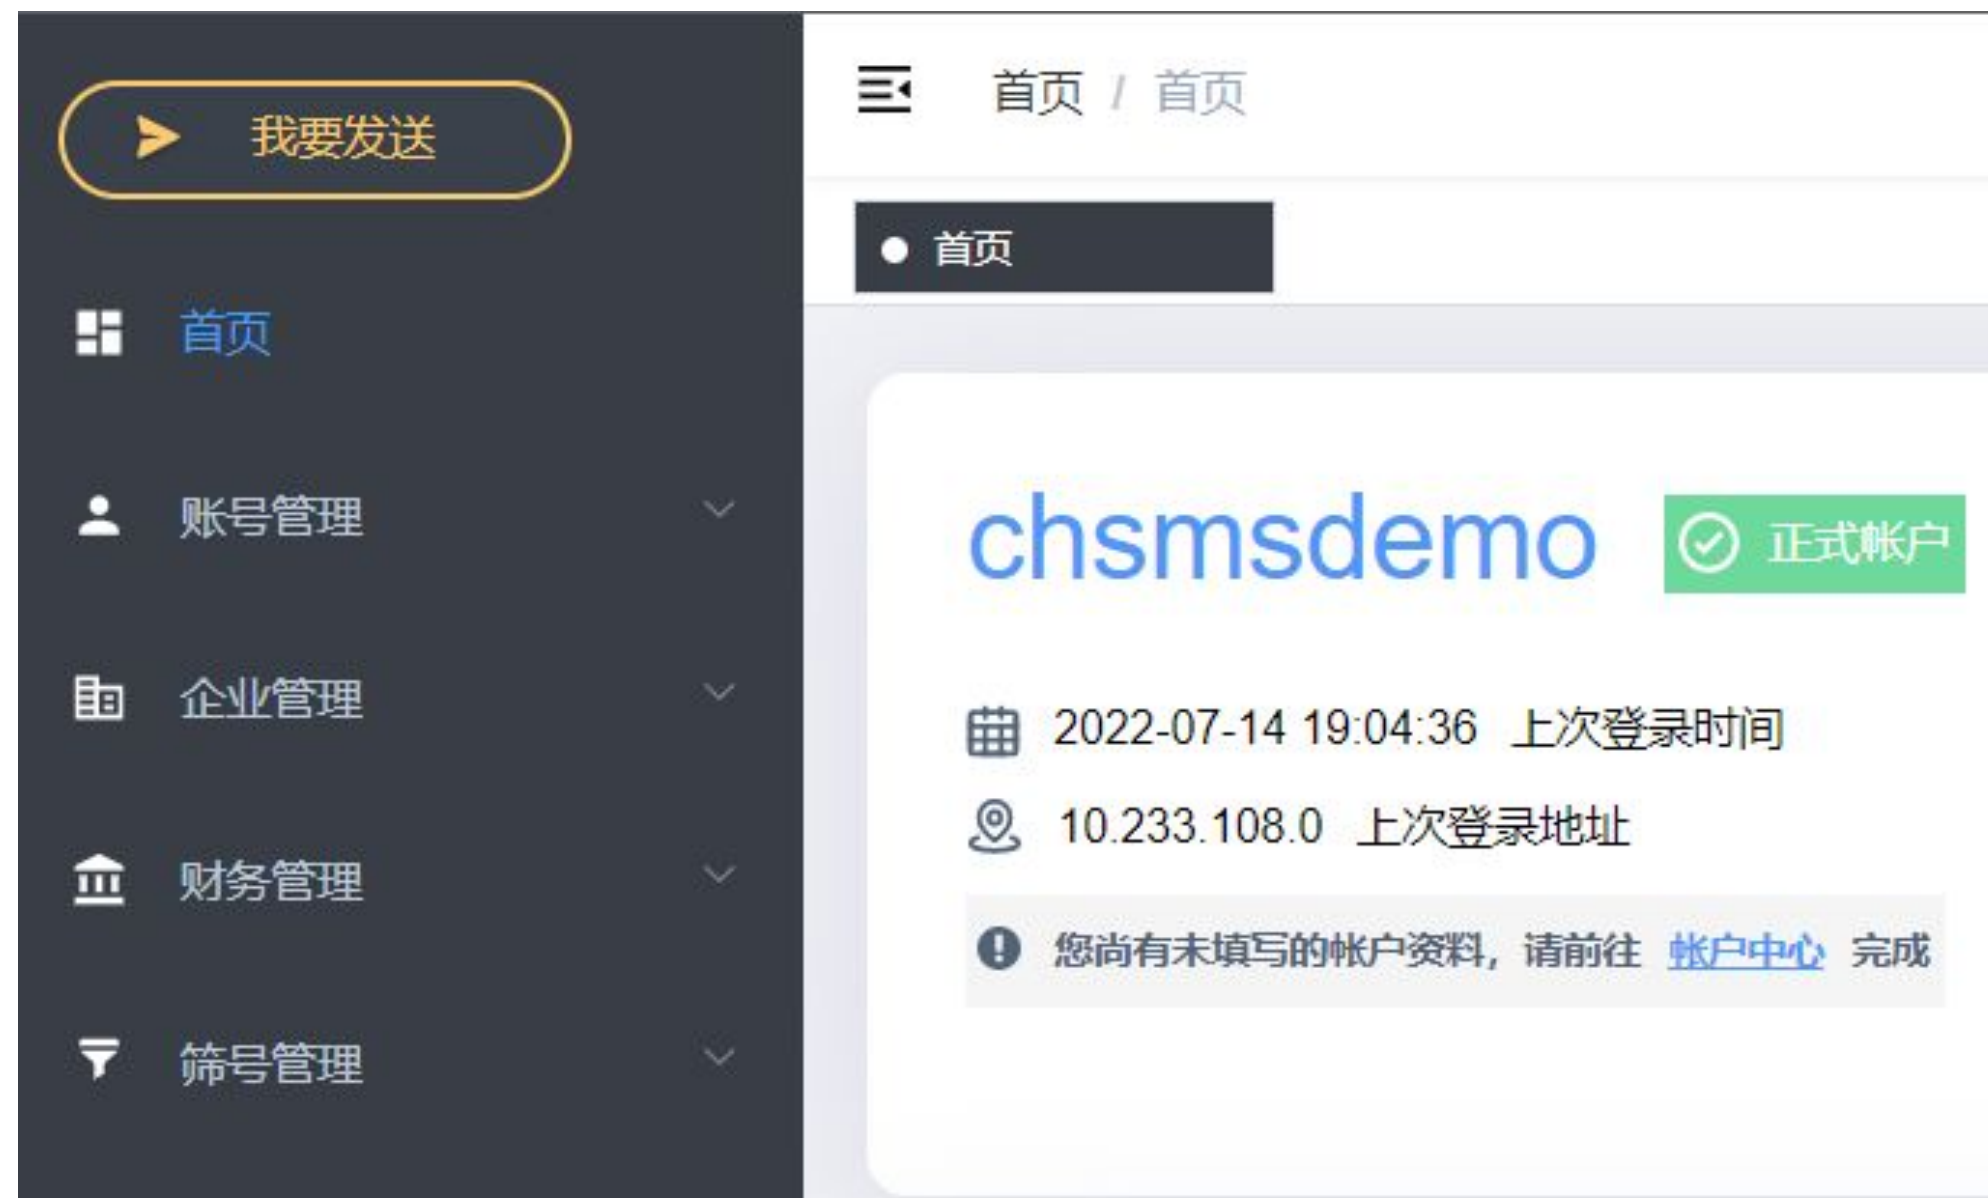 我要发送
首页
账号管理
企业管理
财务管理
筛号管理
首页 / 首页
首页
chsmsdemo 正式帐户
2022-07-14 19:04:36 上次登录时间
10.233.108.0 上次登录地址
您尚有未填写的帐户资料，请前往 帐户中心 完成